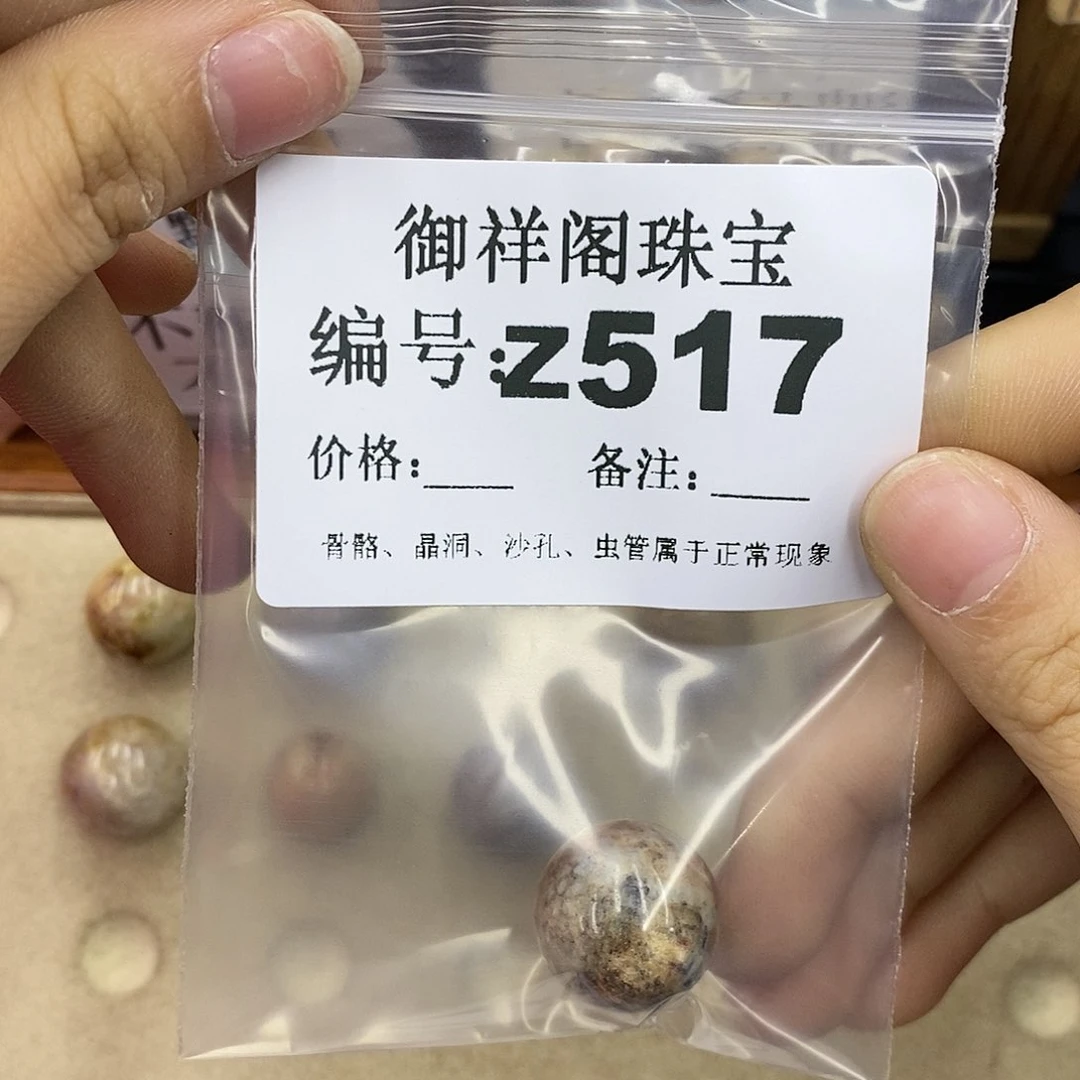 御祥阁珠宝
编号:z517
价格:____ 备注:____
骨骼、晶洞、沙孔、虫管属于正常现象